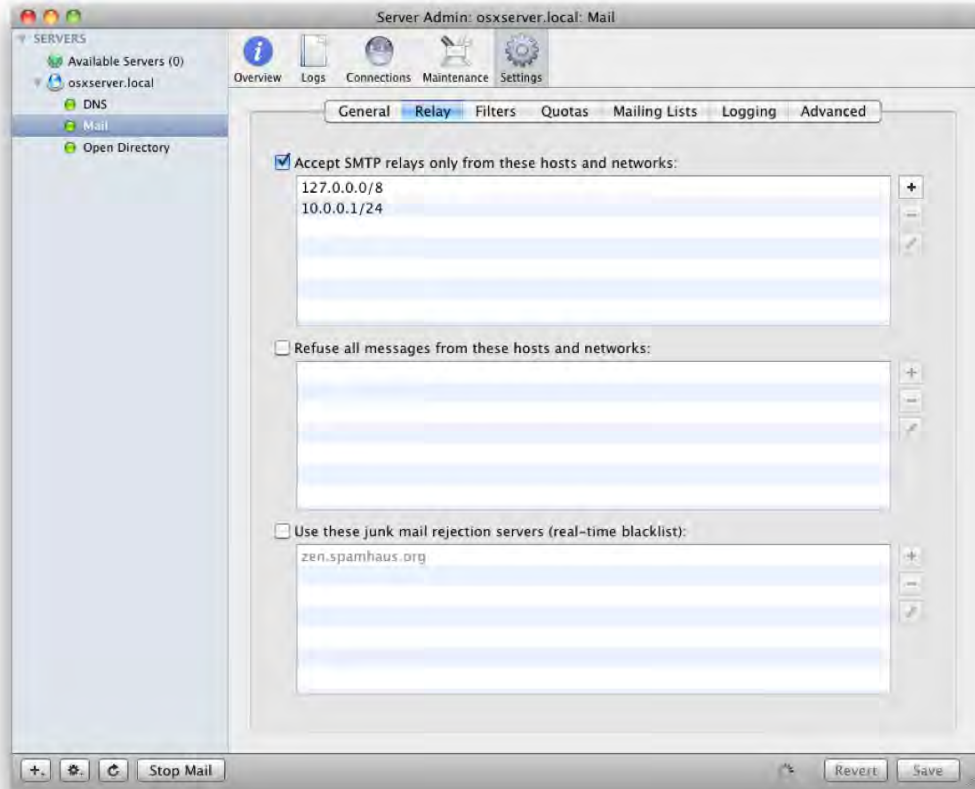 Server Admin: osxserver.local: Mail
SERVERS
Available Servers (0)
osxserver.local
DNS
Mail
Open Directory
Overview
Logs
Connections
Maintenance
Settings
General
Relay
Filters
Quotas
Mailing Lists
Logging
Advanced
Accept SMTP relays only from these hosts and networks:
127.0.0.0/8
10.0.0.1/24
Refuse all messages from these hosts and networks:
Use these junk mail rejection servers (real-time blacklist):
zen.spamhaus.org
Stop Mail
Revert
Save